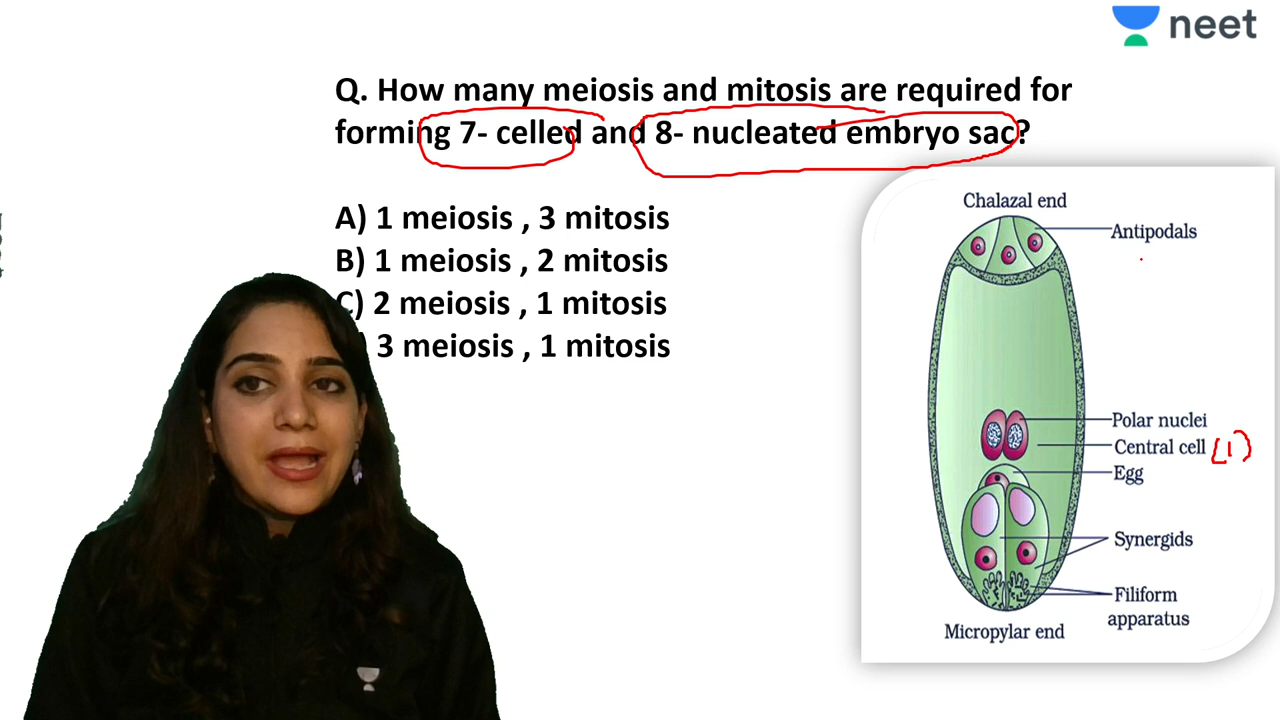 neet
Q. How many meiosis and mitosis are required for
forming 7- celled and 8- nucleated embryo sac?
A) 1 meiosis , 3 mitosis
B) 1 meiosis , 2 mitosis
C) 2 meiosis , 1 mitosis
) 3 meiosis , 1 mitosis
Chalazal end
Antipodals
Polar nuclei
Central cell (1)
Egg
Synergids
Filiform
apparatus
Micropylar end